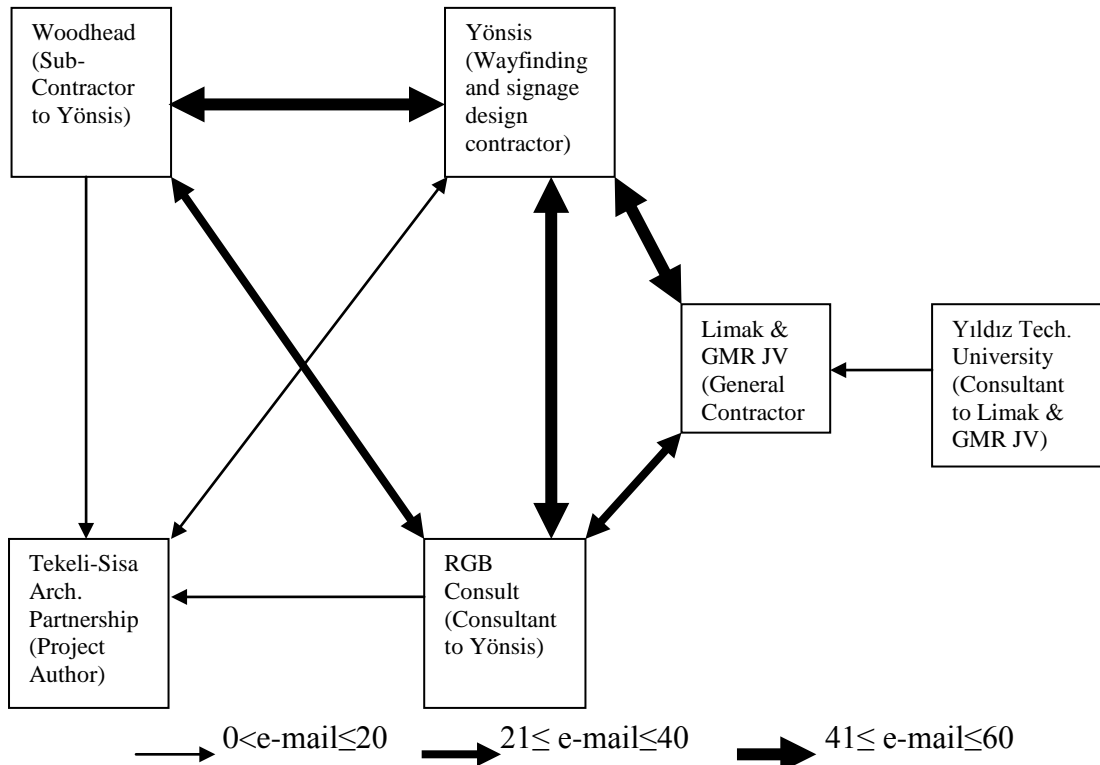 Woodhead
(Sub-
Contractor
to Yönsis)
Yönsis
(Wayfinding
and signage
design
contractor)
Limak &
GMR JV
(General
Contractor
Yıldız Tech.
University
(Consultant
to Limak &
GMR JV)
Tekeli-Sisa
Arch.
Partnership
(Project
Author)
RGB
Consult
(Consultant
to Yönsis)
0<e-mail≤20
21≤ e-mail≤40
41≤ e-mail≤60